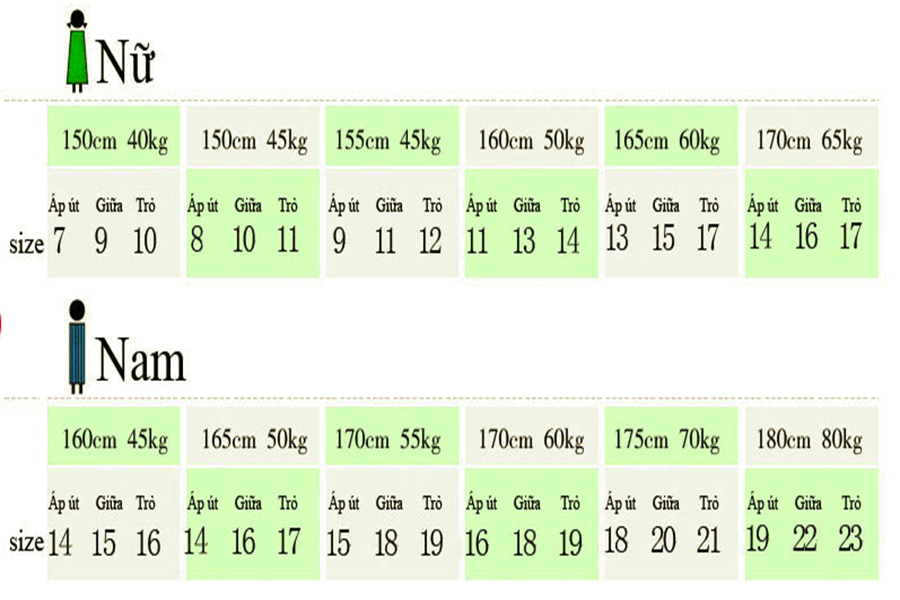 Nữ
150cm 40kg 150cm 45kg 155cm 45kg 160cm 50kg 165cm 60kg 170cm 65kg
Áp út Giữa Trỏ Áp út Giữa Trỏ Áp út Giữa Trỏ Áp út Giữa Trỏ Áp út Giữa Trỏ Áp út Giữa Trỏ
size 7 9 10 8 10 11 9 11 12 11 13 14 13 15 17 14 16 17
Nam
160cm 45kg 165cm 50kg 170cm 55kg 170cm 60kg 175cm 70kg 180cm 80kg
Áp út Giữa Trỏ Áp út Giữa Trỏ Áp út Giữa Trỏ Áp út Giữa Trỏ Áp út Giữa Trỏ Áp út Giữa Trỏ
size 14 15 16 14 16 17 15 18 19 16 18 19 18 20 21 19 22 23